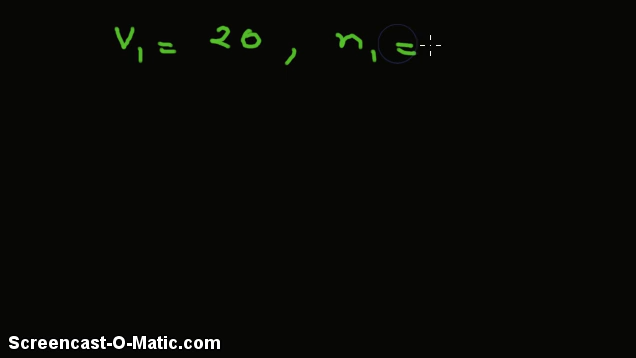 V₁ = 20 , n₁ =
Screencast-O-Matic.com